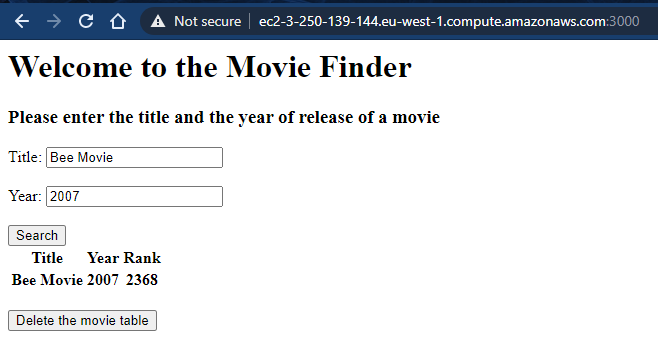 Not secure | ec2-3-250-139-144.eu-west-1.compute.amazonaws.com:3000
Welcome to the Movie Finder
Please enter the title and the year of release of a movie
Title: Bee Movie
Year: 2007
Search
Title Year Rank
Bee Movie 2007 2368
Delete the movie table